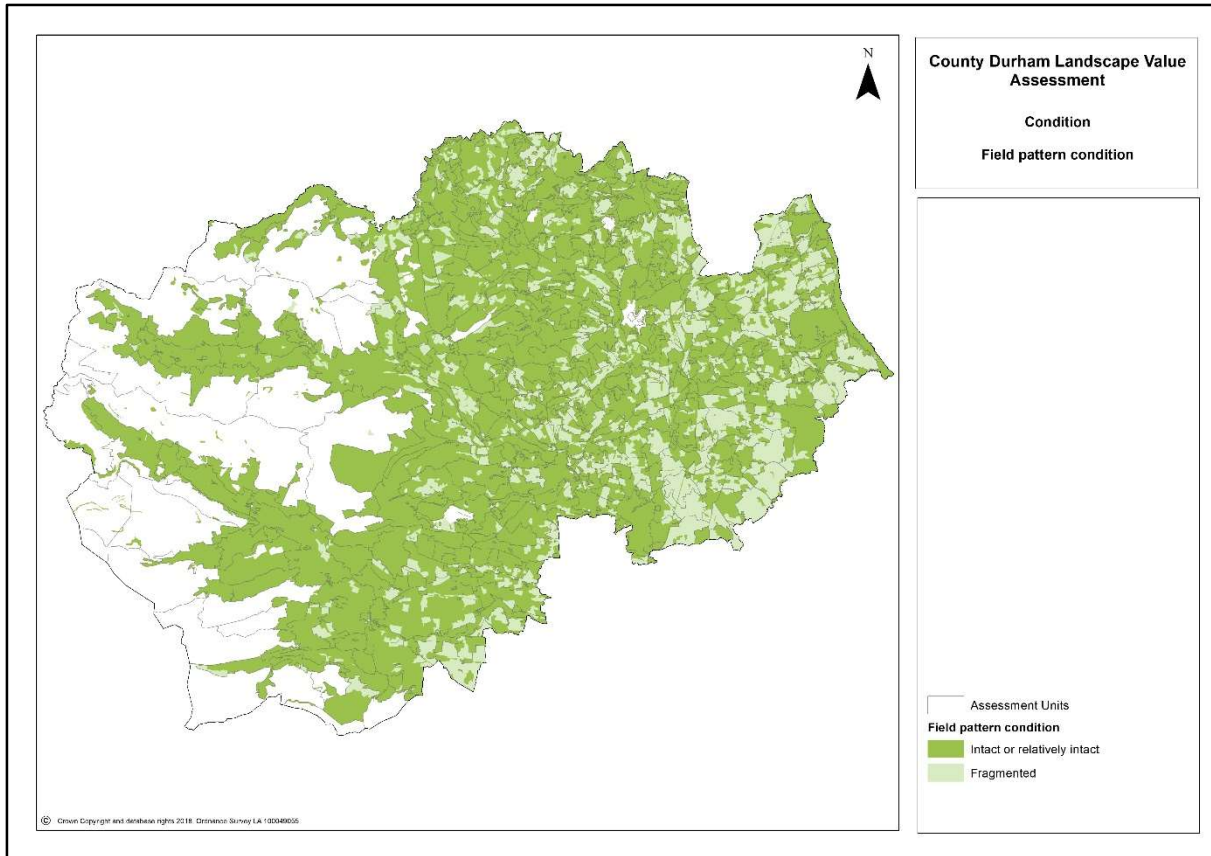 N
County Durham Landscape Value
Assessment
Condition
Field pattern condition
Assessment Units
Field pattern condition
Intact or relatively intact
Fragmented
© Crown Copyright and database rights 2018. Ordnance Survey LA 100049055